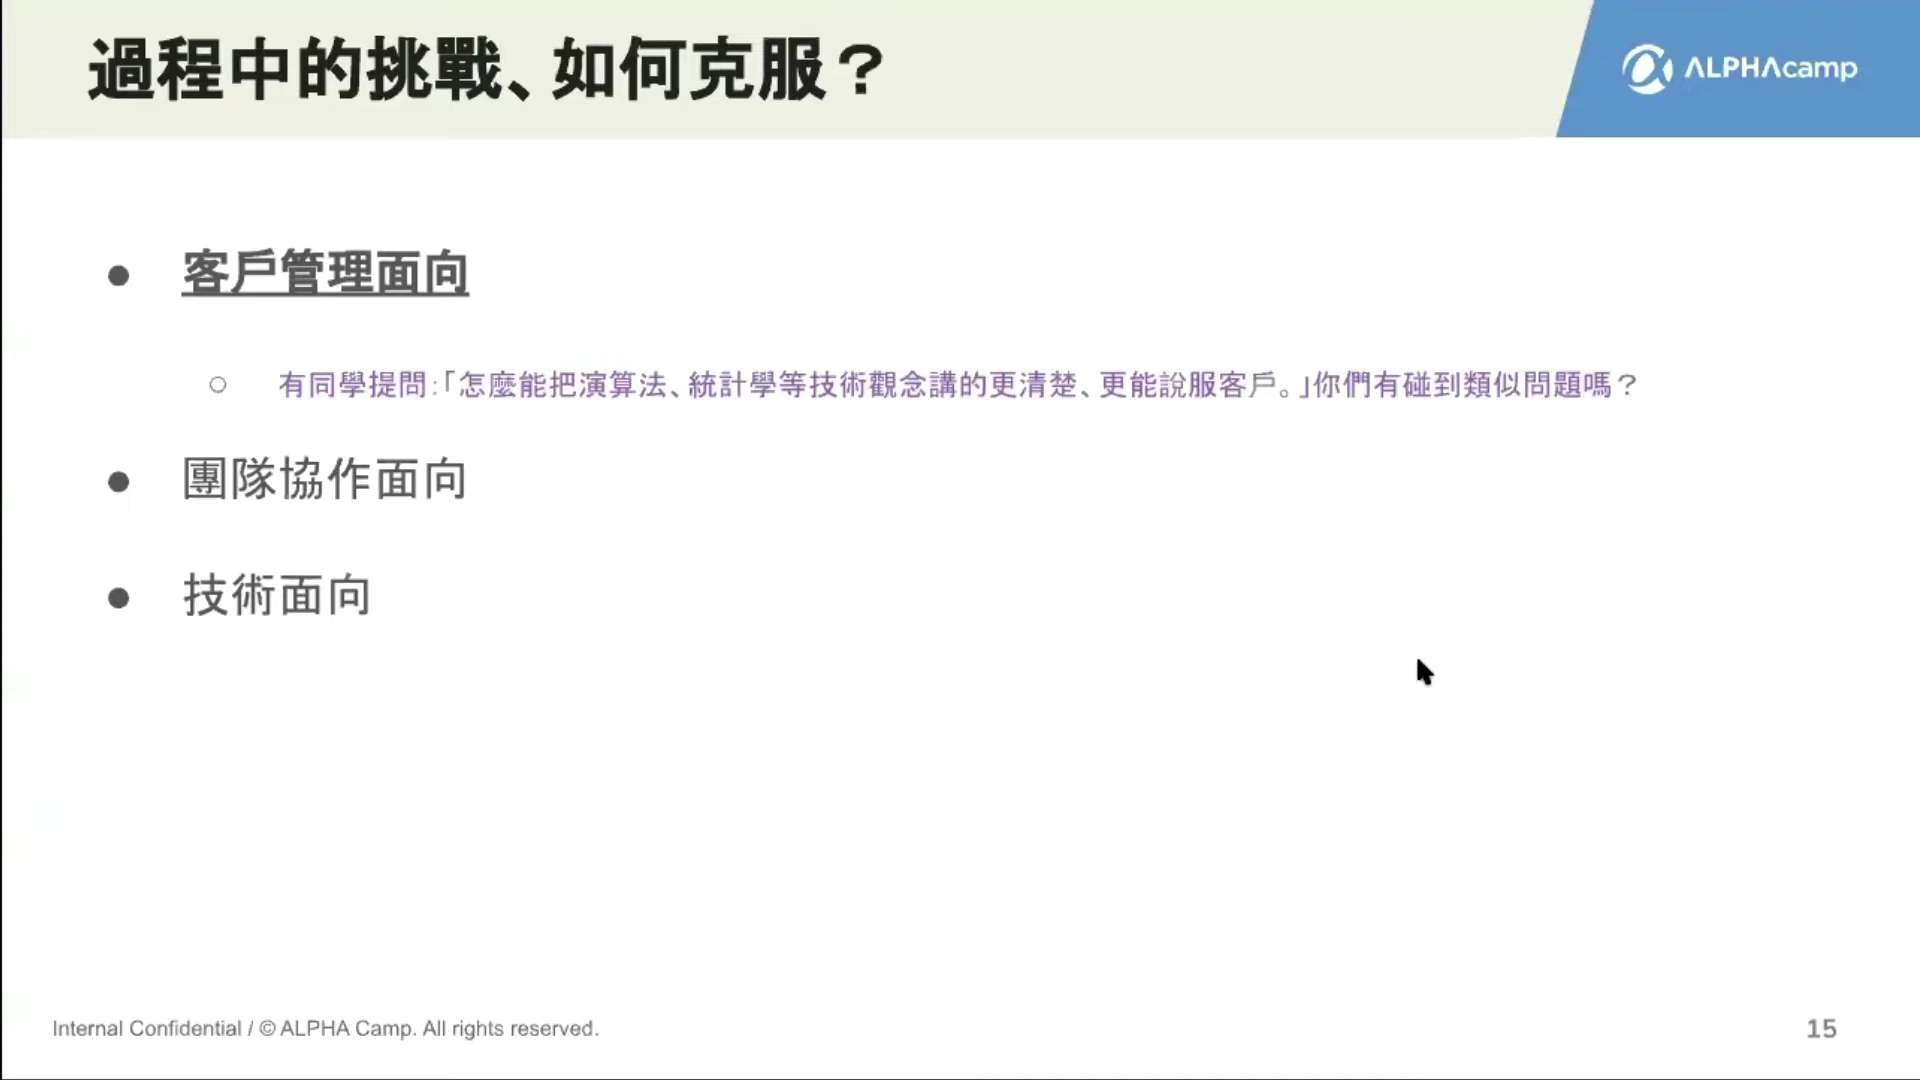 過程中的挑戰、如何克服？
ALPHAcamp
客戶管理面向
有同學提問:「怎麼能把演算法、統計學等技術觀念講的更清楚、更能說服客戶。」你們有碰到類似問題嗎？
團隊協作面向
技術面向
Internal Confidential / © ALPHA Camp. All rights reserved.
15